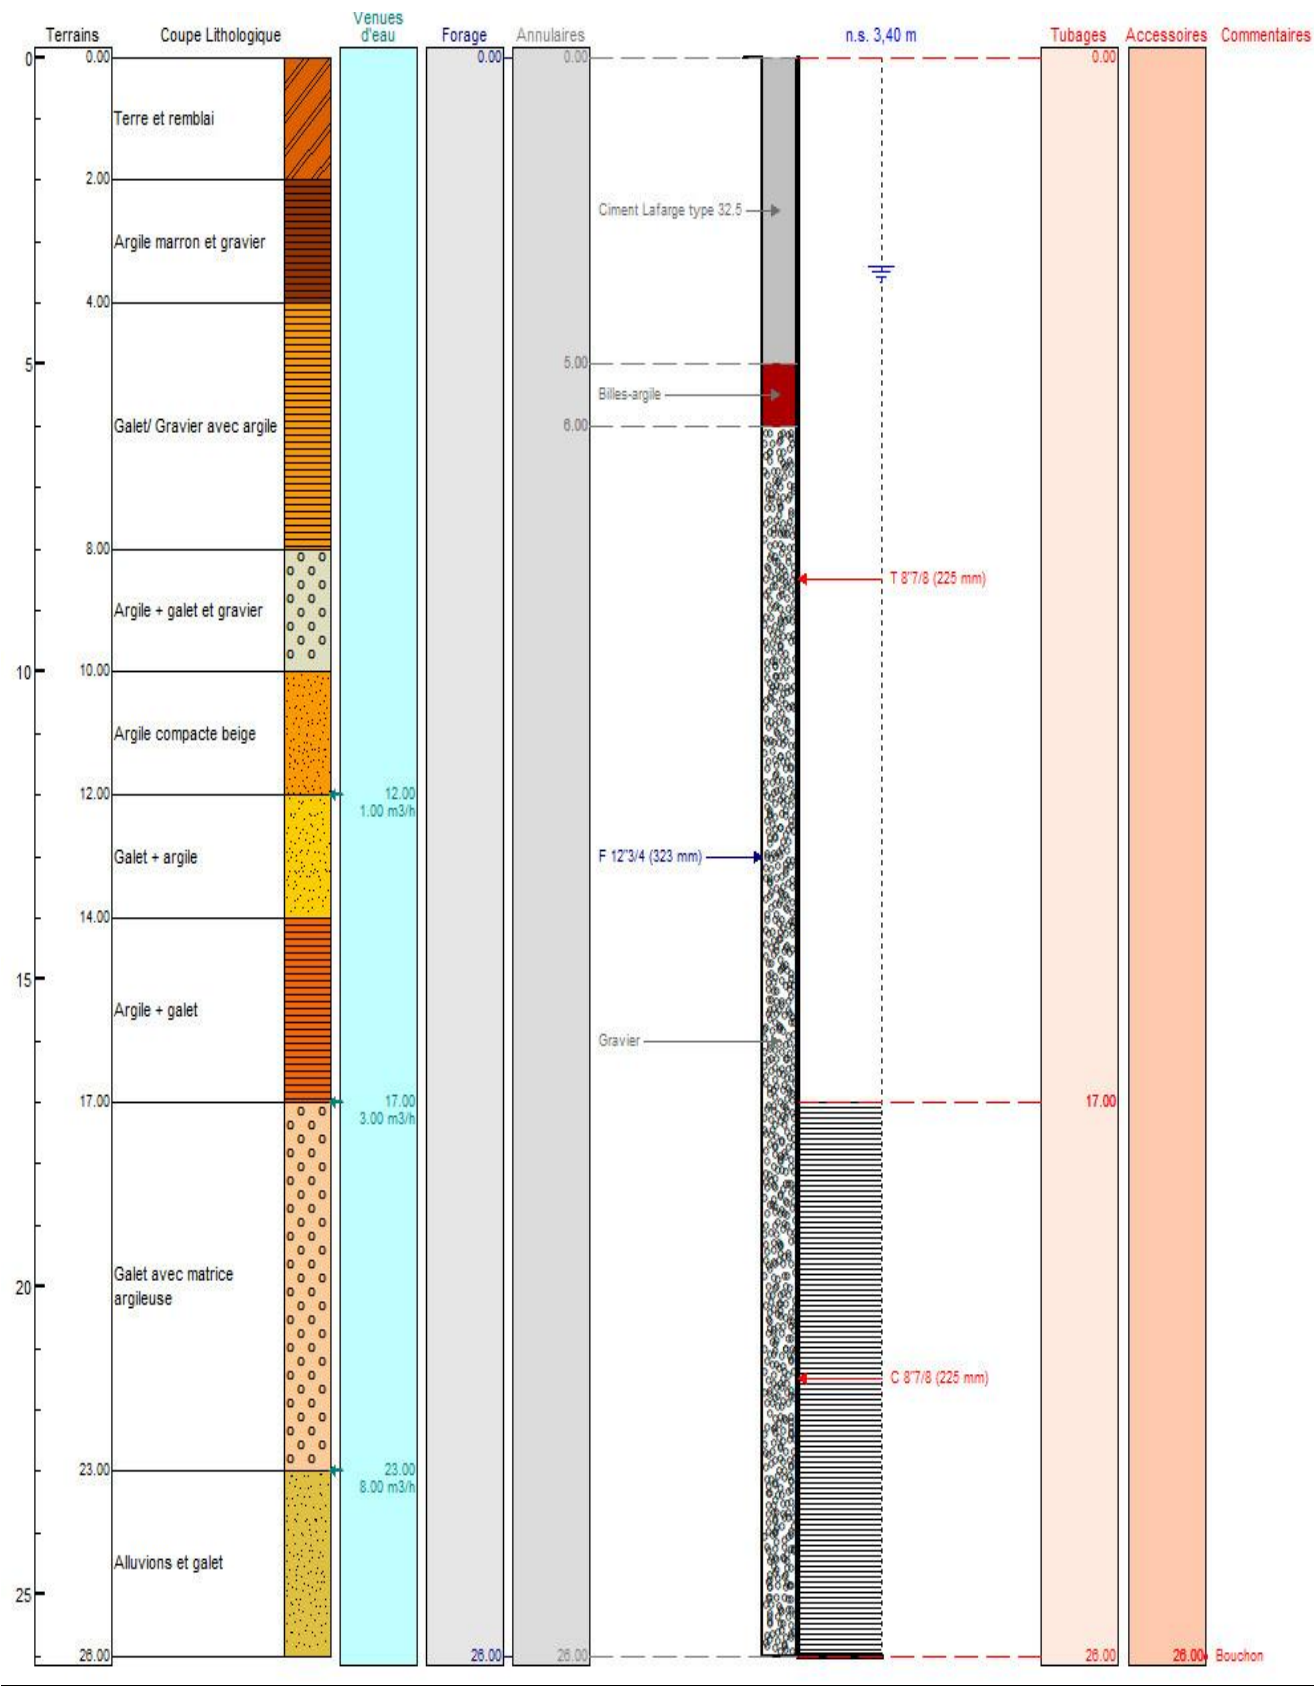 Terrains
Coupe Lithologique
Venues
d'eau
Forage
Annulaires
n.s. 3,40 m
Tubages
Accessoires
Commentaires
0
0.00
0.00
0.00
0.00
Terre et remblai
2.00
Ciment Lafarge type 32.5
Argile marron et gravier
4.00
5
5.00
Billes-argile
6.00
Galet/ Gravier avec argile
8.00
T 8"7/8 (225 mm)
Argile + galet et gravier
10
10.00
Argile compacte beige
12.00
12.00
1.00 m3/h
Galet + argile
F 12"3/4 (323 mm)
14.00
15
Argile + galet
Gravier
17.00
17.00
17.00
3.00 m3/h
Galet avec matrice
argileuse
20
C 8"7/8 (225 mm)
23.00
23.00
8.00 m3/h
Alluvions et galet
25
26.00
26.00
26.00
26.00
26.00
Bouchon